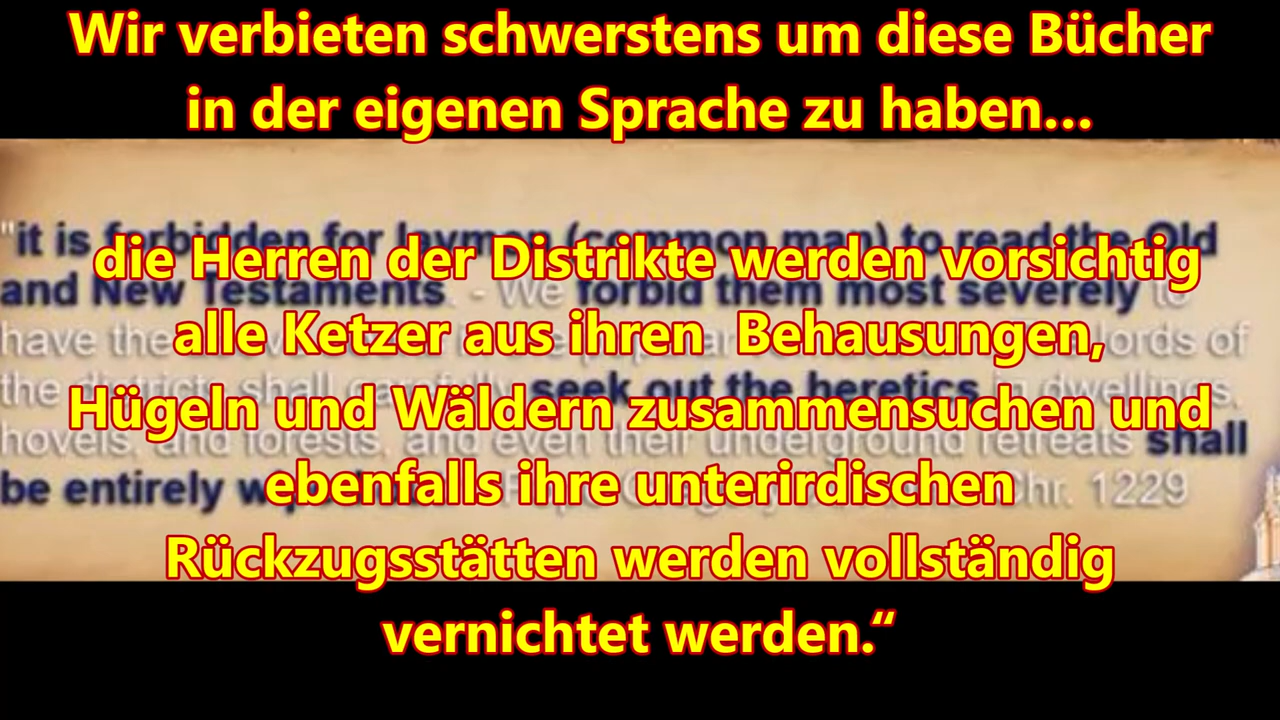 Wir verbieten schwerstens um diese Bücher
in der eigenen Sprache zu haben...
"it is forbidden for laymen (common man) to read the Old
die Herren der Distrikte werden vorsichtig
and New Testaments. - We forbid them most severely to
alle Ketzer aus ihren Behausungen,
have the lords of
the districts shall carefully seek out the heretics in dwellings,
Hügeln und Wäldern zusammensuchen und
hovels, and forests, and even their underground retreats shall
ebenfalls ihre unterirdischen
be entirely Chr. 1229
Rückzugsstätten werden vollständig
vernichtet werden.“